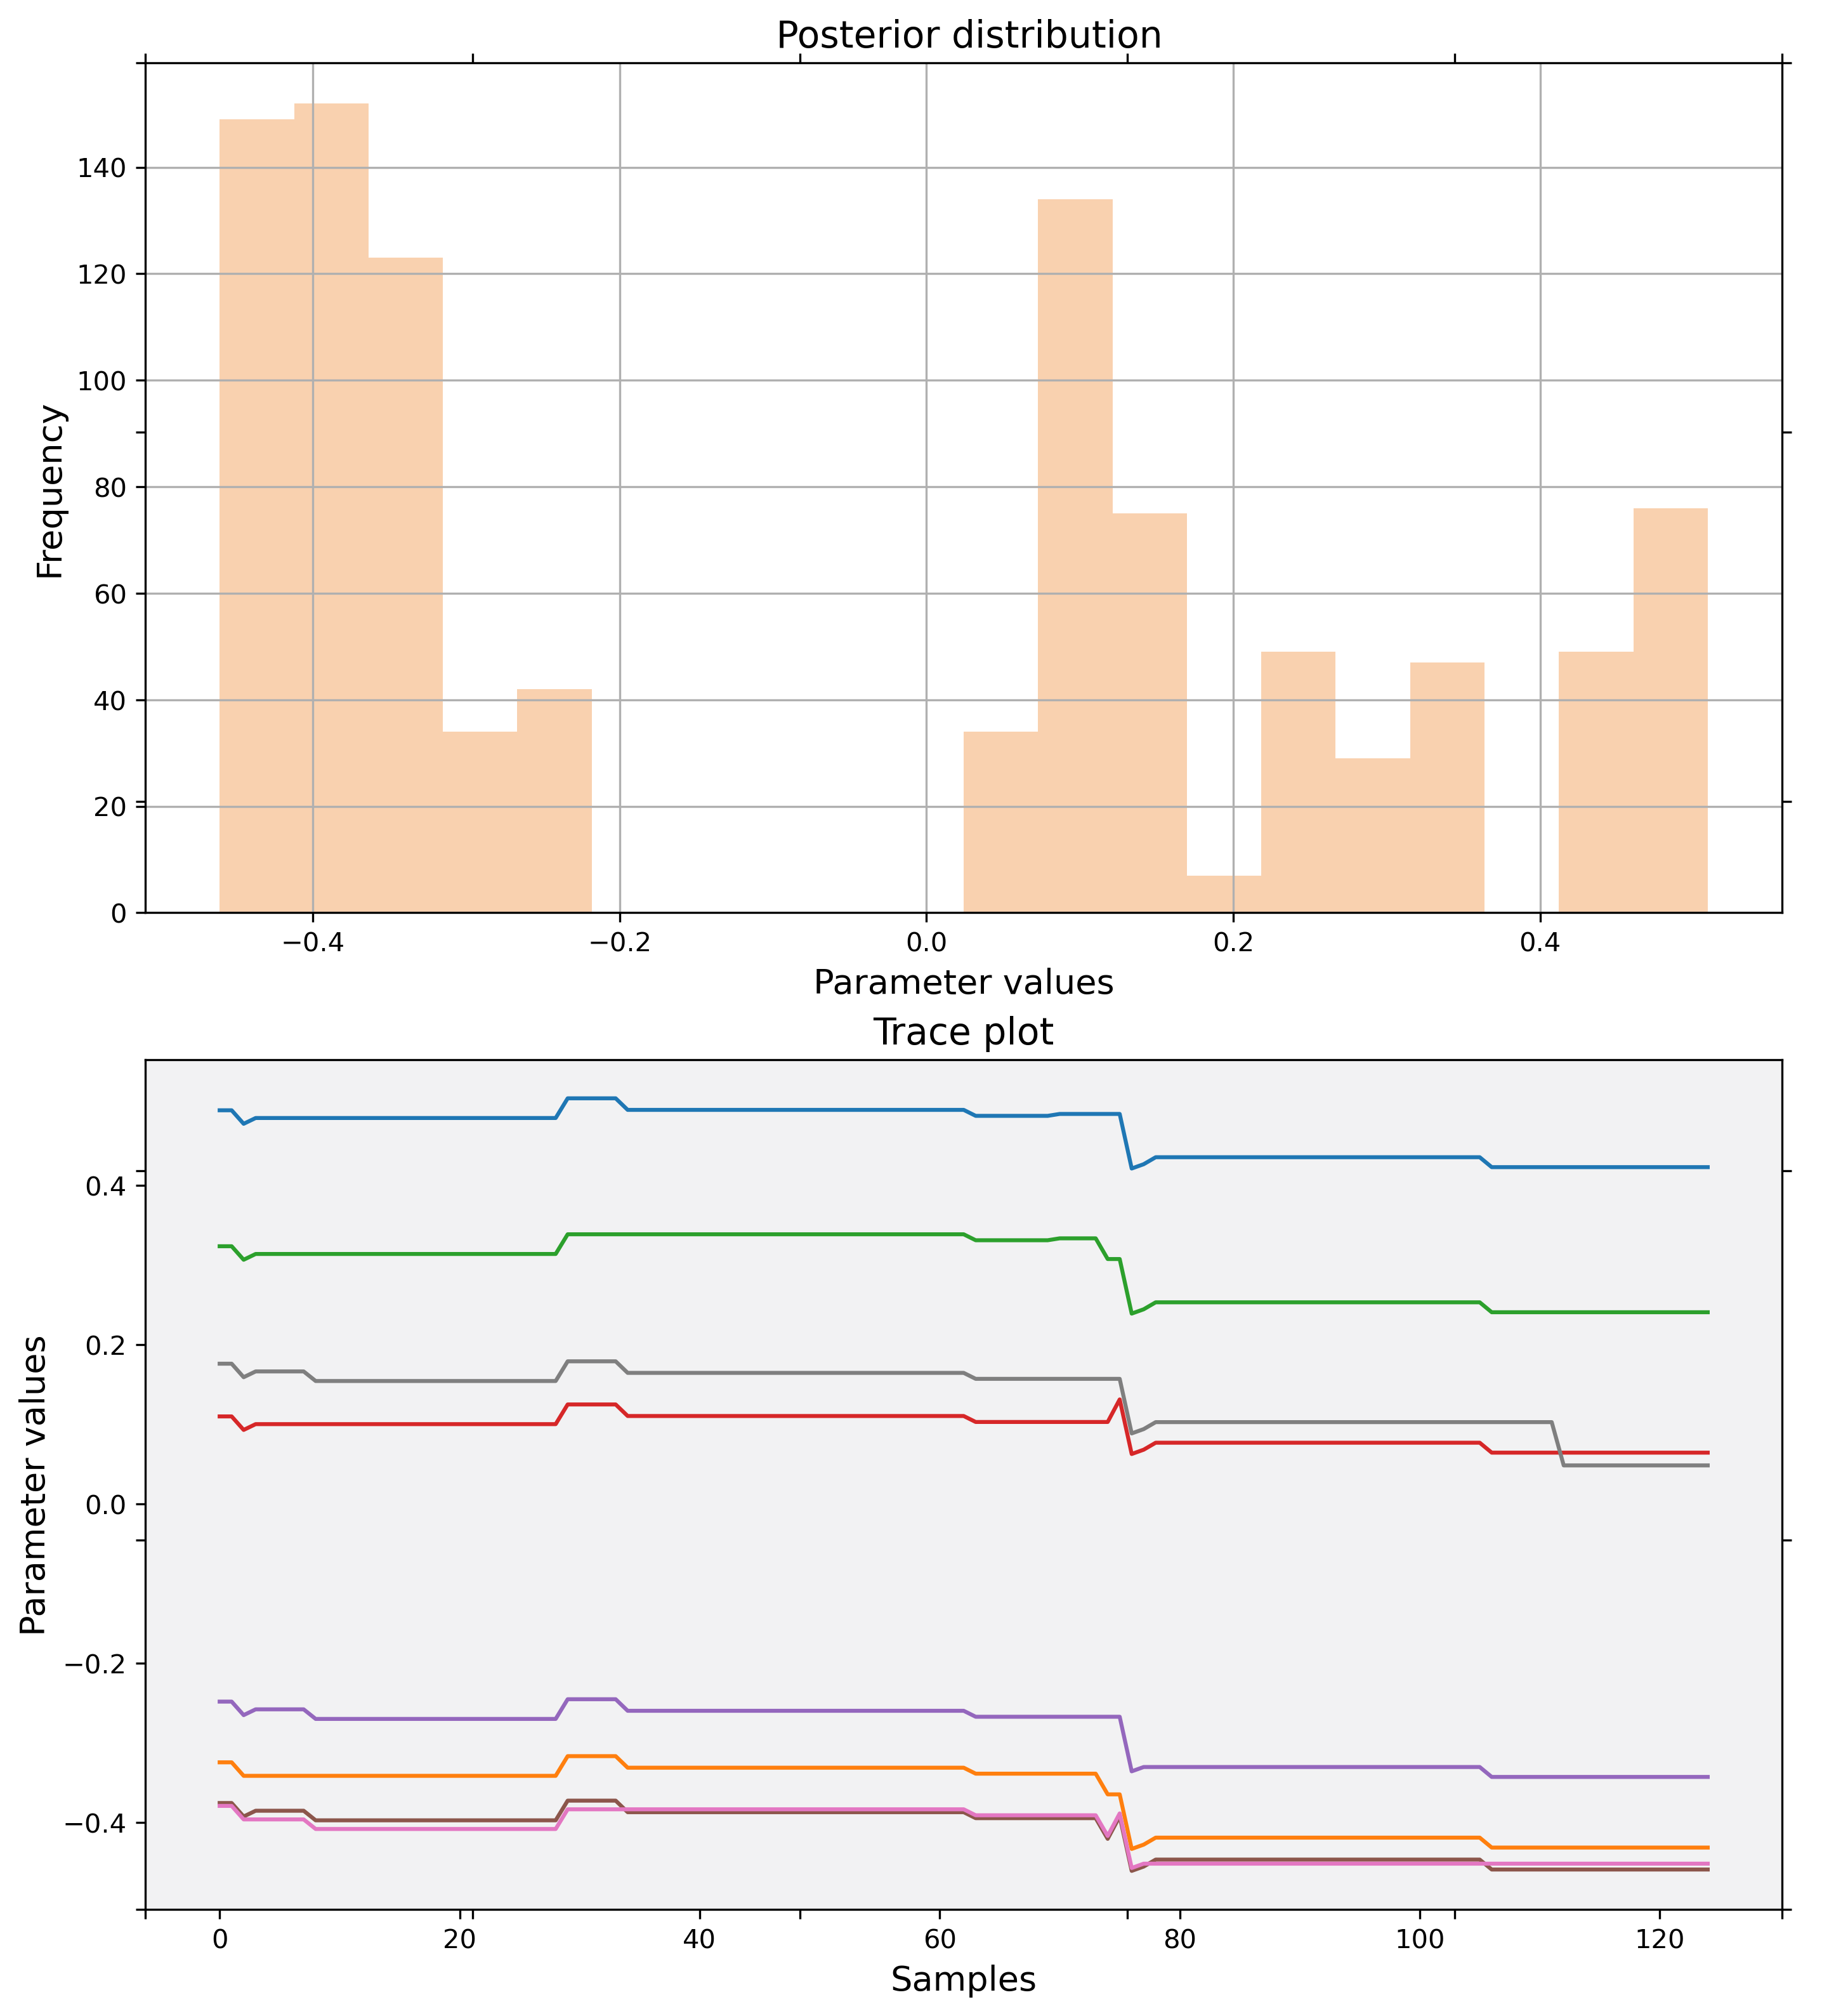 Posterior distribution
140
120
100
80
60
40
20
0
Frequency
−0.4 −0.2 0.0 0.2 0.4
Parameter values
Trace plot
0.4
0.2
0.0
−0.2
−0.4
Parameter values
0 20 40 60 80 100 120
Samples